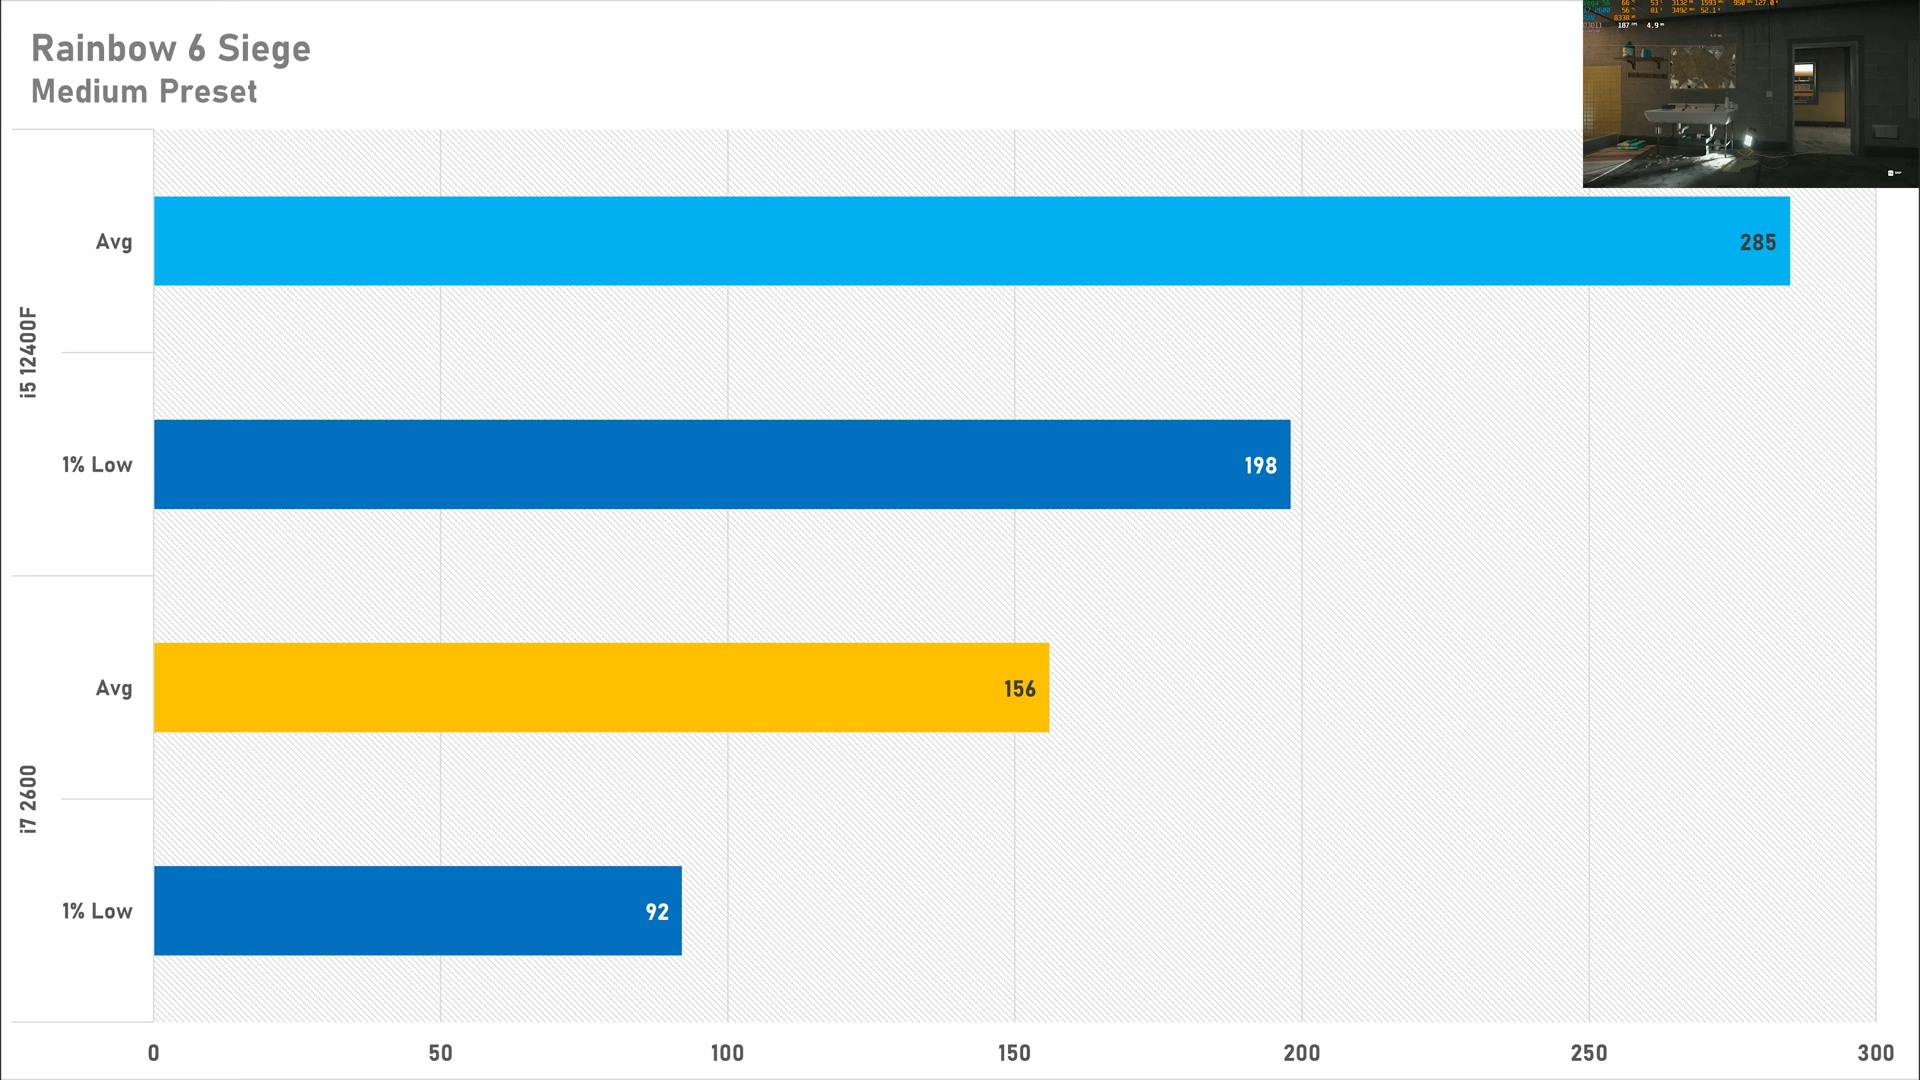 Rainbow 6 Siege
Medium Preset
i5 12400F
Avg
285
1% Low
198
i7 2600
Avg
156
1% Low
92
0 50 100 150 200 250 300